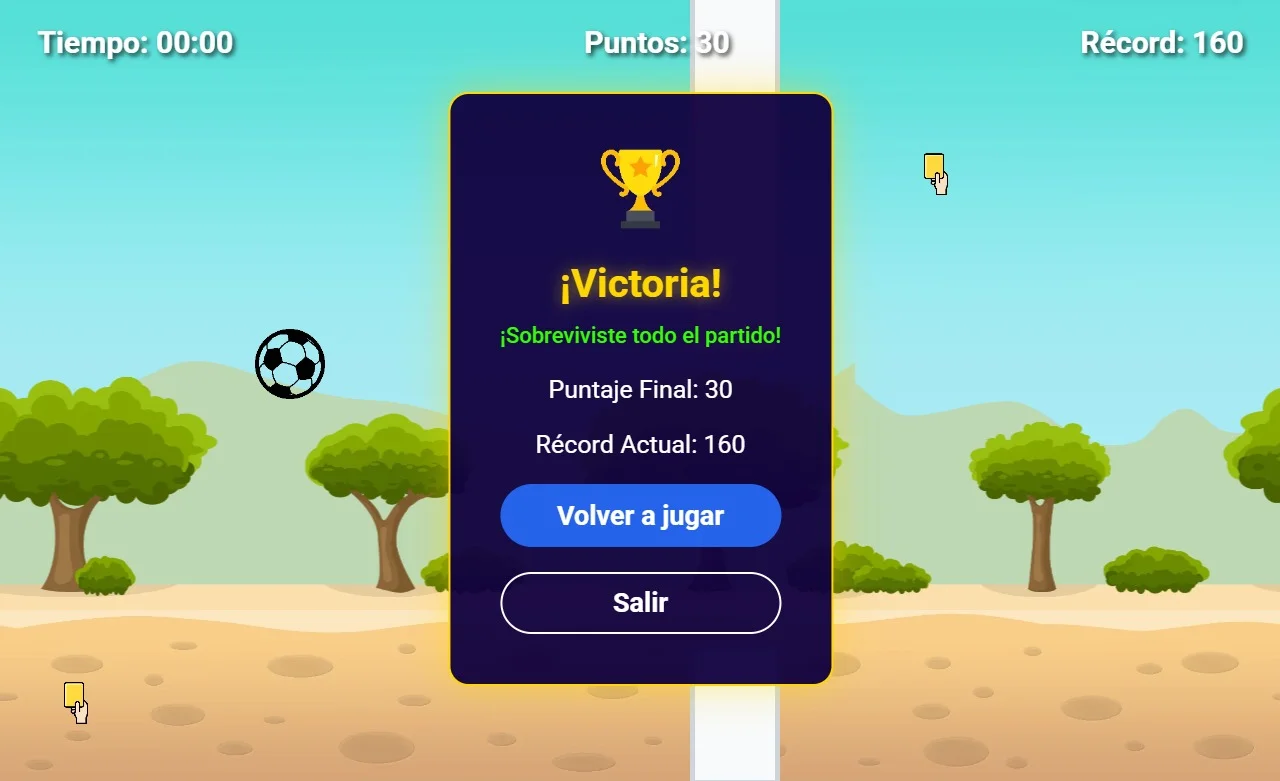 Tiempo: 00:00
Puntos: 30
Récord: 160
¡Victoria!
¡Sobreviviste todo el partido!
Puntaje Final: 30
Récord Actual: 160
Volver a jugar
Salir